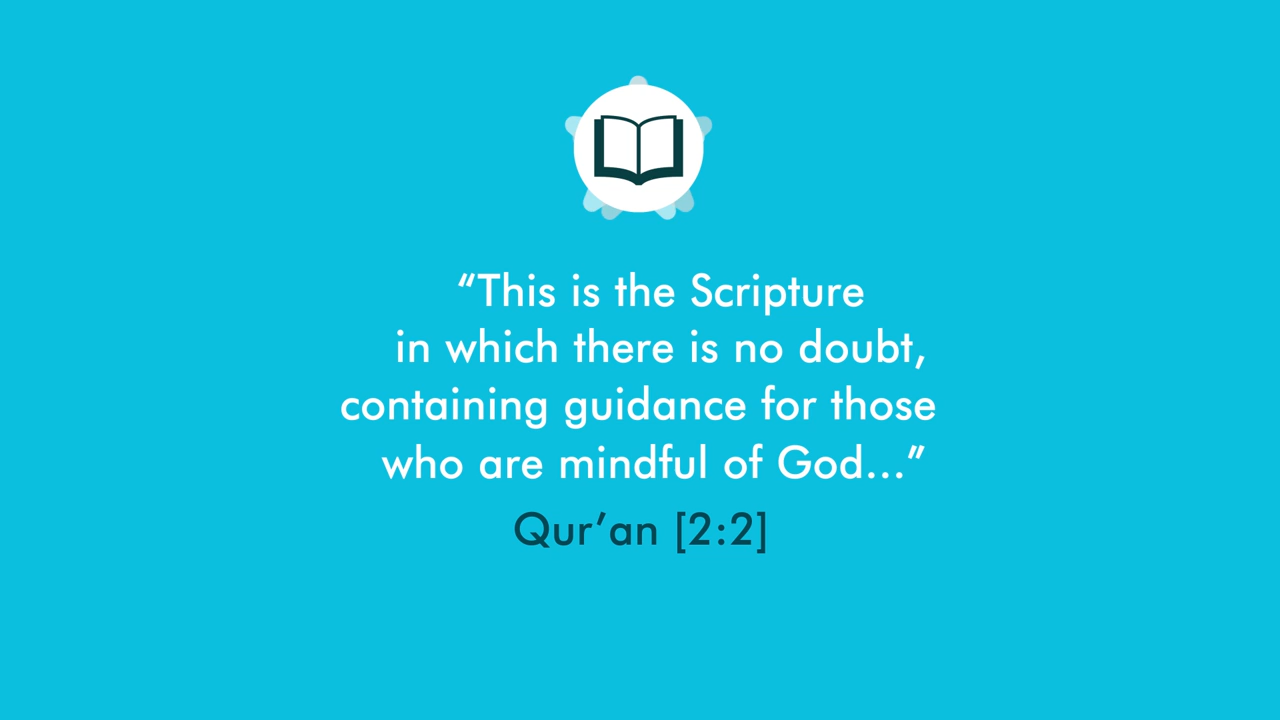 “This is the Scripture
in which there is no doubt,
containing guidance for those
who are mindful of God...”
Qur’an [2:2]